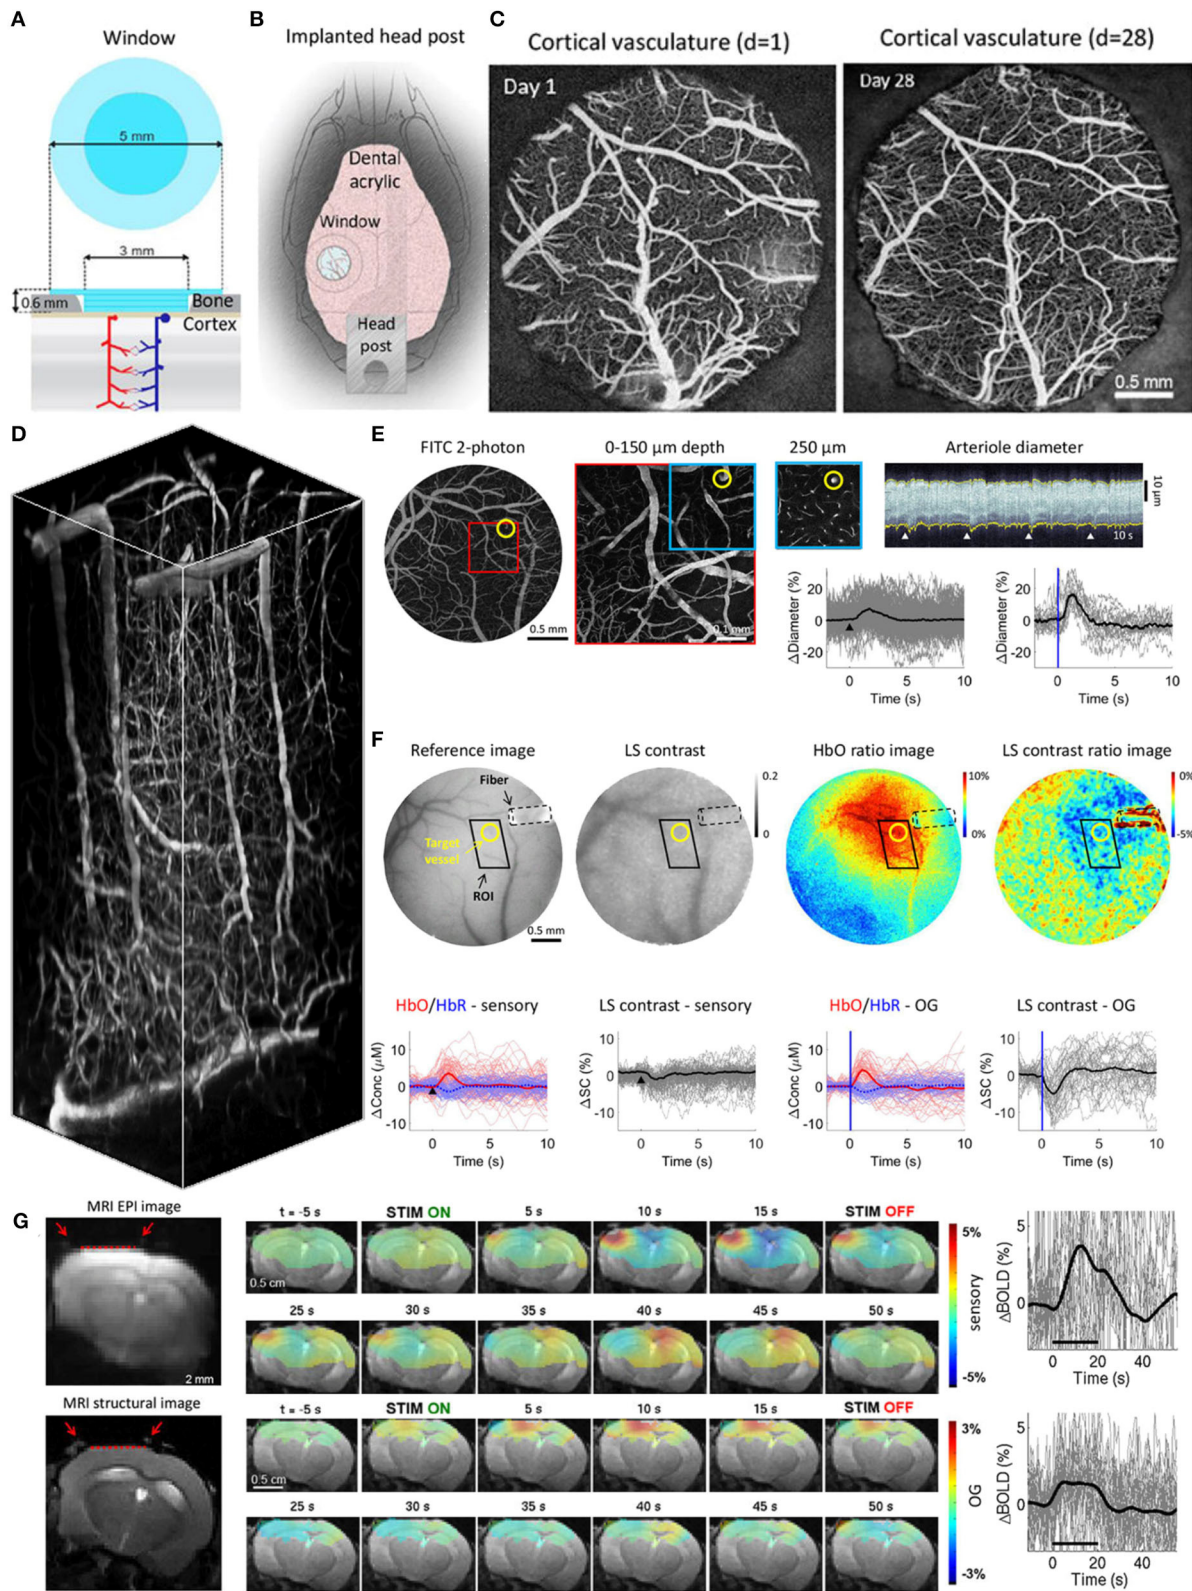 A
Window
5 mm
3 mm
0.6 mm
Bone
Cortex
B
Implanted head post
Dental
acrylic
Window
Head
post
C
Cortical vasculature (d=1)
Cortical vasculature (d=28)
Day 1
Day 28
0.5 mm
D
E
FITC 2-photon
0-150 µm depth
250 µm
Arteriole diameter
0.5 mm
0.1 mm
10 µm
10 s
ΔDiameter (%)
20
0
-20
0
5
10
Time (s)
ΔDiameter (%)
20
0
-20
0
5
10
Time (s)
F
Reference image
LS contrast
HbO ratio image
LS contrast ratio image
Fiber
Target
vessel
ROI
0.5 mm
0.2
0
10%
0%
0%
-5%
HbO/HbR - sensory
LS contrast - sensory
HbO/HbR - OG
LS contrast - OG
ΔConc (µM)
10
0
-10
0
5
10
Time (s)
ΔSC (%)
10
0
-10
0
5
10
Time (s)
ΔConc (µM)
10
0
-10
0
5
10
Time (s)
ΔSC (%)
10
0
-10
0
5
10
Time (s)
G
MRI EPI image
2 mm
MRI structural image
t = -5 s STIM ON 5 s 10 s 15 s STIM OFF
0.5 cm
25 s 30 s 35 s 40 s 45 s 50 s
5%
sensory
-5%
t = -5 s STIM ON 5 s 10 s 15 s STIM OFF
0.5 cm
25 s 30 s 35 s 40 s 45 s 50 s
3%
OG
-3%
ΔBOLD (%)
5
0
0 20 40
Time (s)
ΔBOLD (%)
5
0
0 20 40
Time (s)